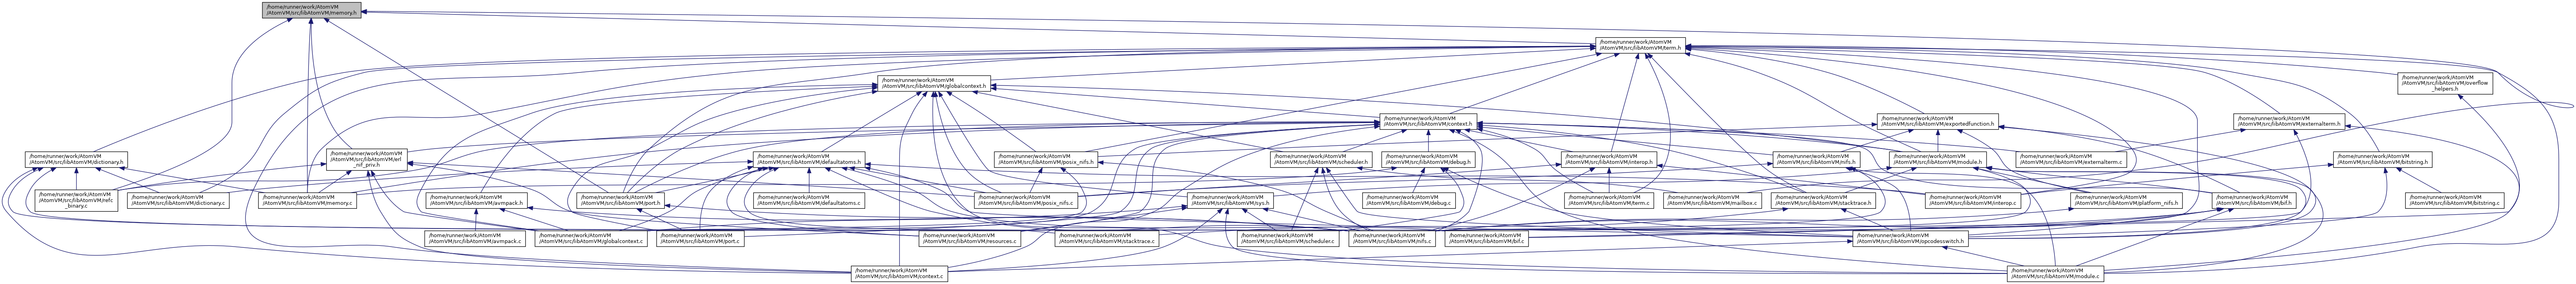 /home/runner/work/AtomVM
/AtomVM/src/libAtomVM/memory.h
/home/runner/work/AtomVM
/AtomVM/src/libAtomVM/term.h
/home/runner/work/AtomVM
/AtomVM/src/libAtomVM/globalcontext.h
/home/runner/work/AtomVM
/AtomVM/src/libAtomVM/overflow
_helpers.h
/home/runner/work/AtomVM
/AtomVM/src/libAtomVM/context.h
/home/runner/work/AtomVM
/AtomVM/src/libAtomVM/exportedfunction.h
/home/runner/work/AtomVM
/AtomVM/src/libAtomVM/externalterm.h
/home/runner/work/AtomVM
/AtomVM/src/libAtomVM/dictionary.h
/home/runner/work/AtomVM
/AtomVM/src/libAtomVM/erl
_nif_priv.h
/home/runner/work/AtomVM
/AtomVM/src/libAtomVM/defaultatoms.h
/home/runner/work/AtomVM
/AtomVM/src/libAtomVM/posix_nifs.h
/home/runner/work/AtomVM
/AtomVM/src/libAtomVM/scheduler.h
/home/runner/work/AtomVM
/AtomVM/src/libAtomVM/debug.h
/home/runner/work/AtomVM
/AtomVM/src/libAtomVM/interop.h
/home/runner/work/AtomVM
/AtomVM/src/libAtomVM/nifs.h
/home/runner/work/AtomVM
/AtomVM/src/libAtomVM/module.h
/home/runner/work/AtomVM
/AtomVM/src/libAtomVM/externalterm.c
/home/runner/work/AtomVM
/AtomVM/src/libAtomVM/bitstring.h
/home/runner/work/AtomVM
/AtomVM/src/libAtomVM/refc
_binary.c
/home/runner/work/AtomVM
/AtomVM/src/libAtomVM/dictionary.c
/home/runner/work/AtomVM
/AtomVM/src/libAtomVM/memory.c
/home/runner/work/AtomVM
/AtomVM/src/libAtomVM/avmpack.h
/home/runner/work/AtomVM
/AtomVM/src/libAtomVM/port.h
/home/runner/work/AtomVM
/AtomVM/src/libAtomVM/defaultatoms.c
/home/runner/work/AtomVM
/AtomVM/src/libAtomVM/posix_nifs.c
/home/runner/work/AtomVM
/AtomVM/src/libAtomVM/sys.h
/home/runner/work/AtomVM
/AtomVM/src/libAtomVM/debug.c
/home/runner/work/AtomVM
/AtomVM/src/libAtomVM/term.c
/home/runner/work/AtomVM
/AtomVM/src/libAtomVM/mailbox.c
/home/runner/work/AtomVM
/AtomVM/src/libAtomVM/stacktrace.h
/home/runner/work/AtomVM
/AtomVM/src/libAtomVM/interop.c
/home/runner/work/AtomVM
/AtomVM/src/libAtomVM/platform_nifs.h
/home/runner/work/AtomVM
/AtomVM/src/libAtomVM/bif.h
/home/runner/work/AtomVM
/AtomVM/src/libAtomVM/bitstring.c
/home/runner/work/AtomVM
/AtomVM/src/libAtomVM/avmpack.c
/home/runner/work/AtomVM
/AtomVM/src/libAtomVM/globalcontext.c
/home/runner/work/AtomVM
/AtomVM/src/libAtomVM/port.c
/home/runner/work/AtomVM
/AtomVM/src/libAtomVM/resources.c
/home/runner/work/AtomVM
/AtomVM/src/libAtomVM/stacktrace.c
/home/runner/work/AtomVM
/AtomVM/src/libAtomVM/scheduler.c
/home/runner/work/AtomVM
/AtomVM/src/libAtomVM/nifs.c
/home/runner/work/AtomVM
/AtomVM/src/libAtomVM/bif.c
/home/runner/work/AtomVM
/AtomVM/src/libAtomVM/opcodesswitch.h
/home/runner/work/AtomVM
/AtomVM/src/libAtomVM/context.c
/home/runner/work/AtomVM
/AtomVM/src/libAtomVM/module.c